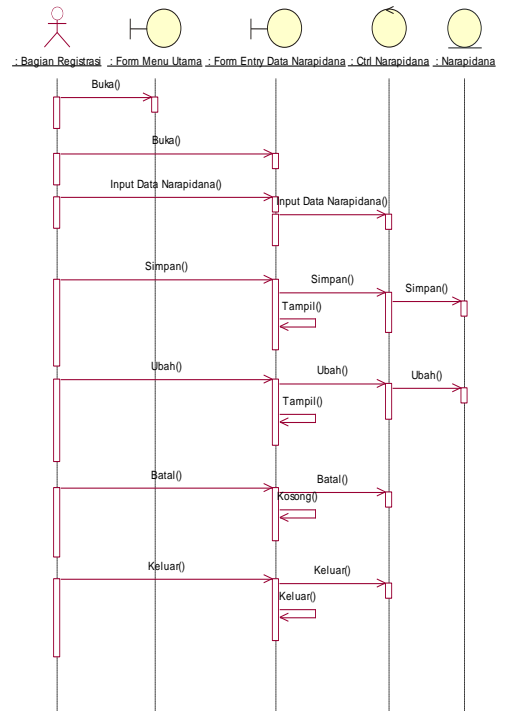 : Bagian Registrasi : Form Menu Utama : Form Entry Data Narapidana : Ctrl Narapidana : Narapidana
Buka()
Buka()
Input Data Narapidana()
Input Data Narapidana()
Simpan()
Simpan()
Simpan()
Tampil()
Ubah()
Ubah()
Ubah()
Tampil()
Batal()
Batal()
Kosong()
Keluar()
Keluar()
Keluar()